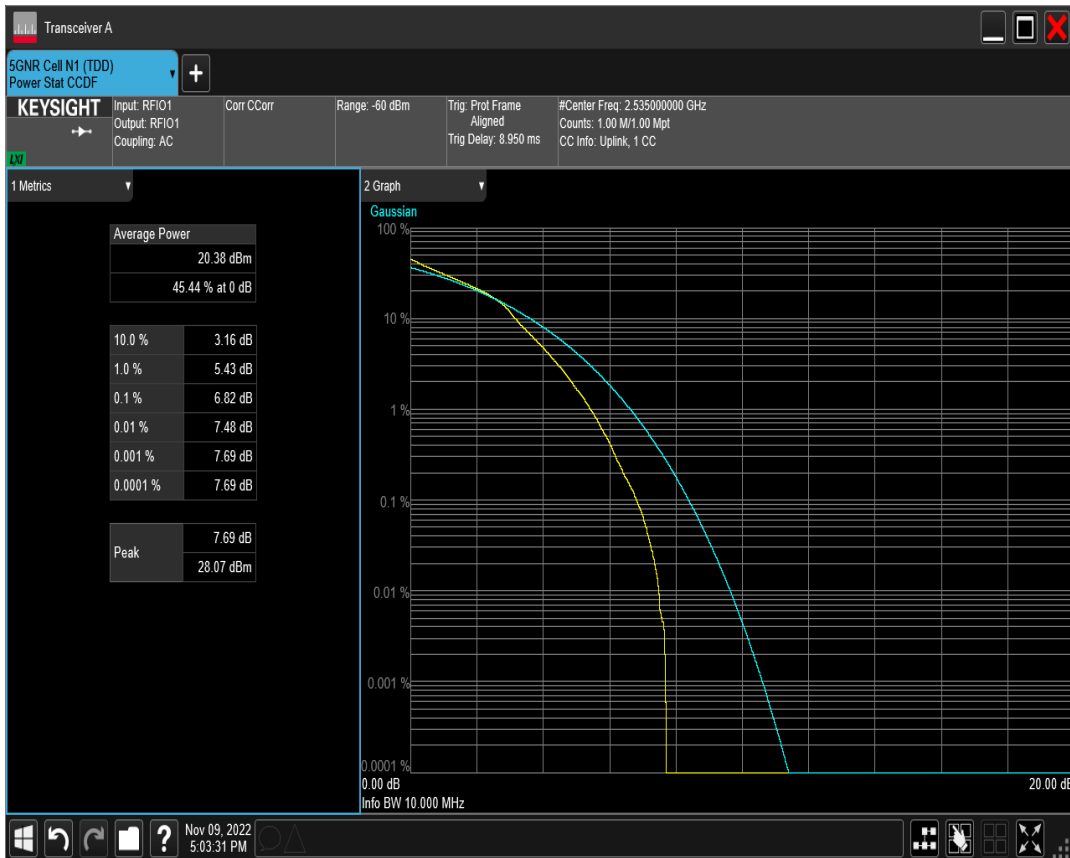 Transceiver A
5GNR Cell N1 (TDD)
Power Stat CCDF
+
KEYSIGHT
LXI
Input: RFIO1
Output: RFIO1
Coupling: AC
Corr CCorr
Range: -60 dBm
Trig: Prot Frame
Aligned
Trig Delay: 8.950 ms
#Center Freq: 2.535000000 GHz
Counts: 1.00 M/1.00 Mpt
CC Info: Uplink, 1 CC
1 Metrics
Average Power
20.38 dBm
45.44 % at 0 dB
10.0 % 3.16 dB
1.0 % 5.43 dB
0.1 % 6.82 dB
0.01 % 7.48 dB
0.001 % 7.69 dB
0.0001 % 7.69 dB
Peak 7.69 dB
28.07 dBm
2 Graph
Gaussian
100 %
10 %
1 %
0.1 %
0.01 %
0.001 %
0.0001 %
0.00 dB 20.00 dB
Info BW 10.000 MHz
? Nov 09, 2022
5:03:31 PM